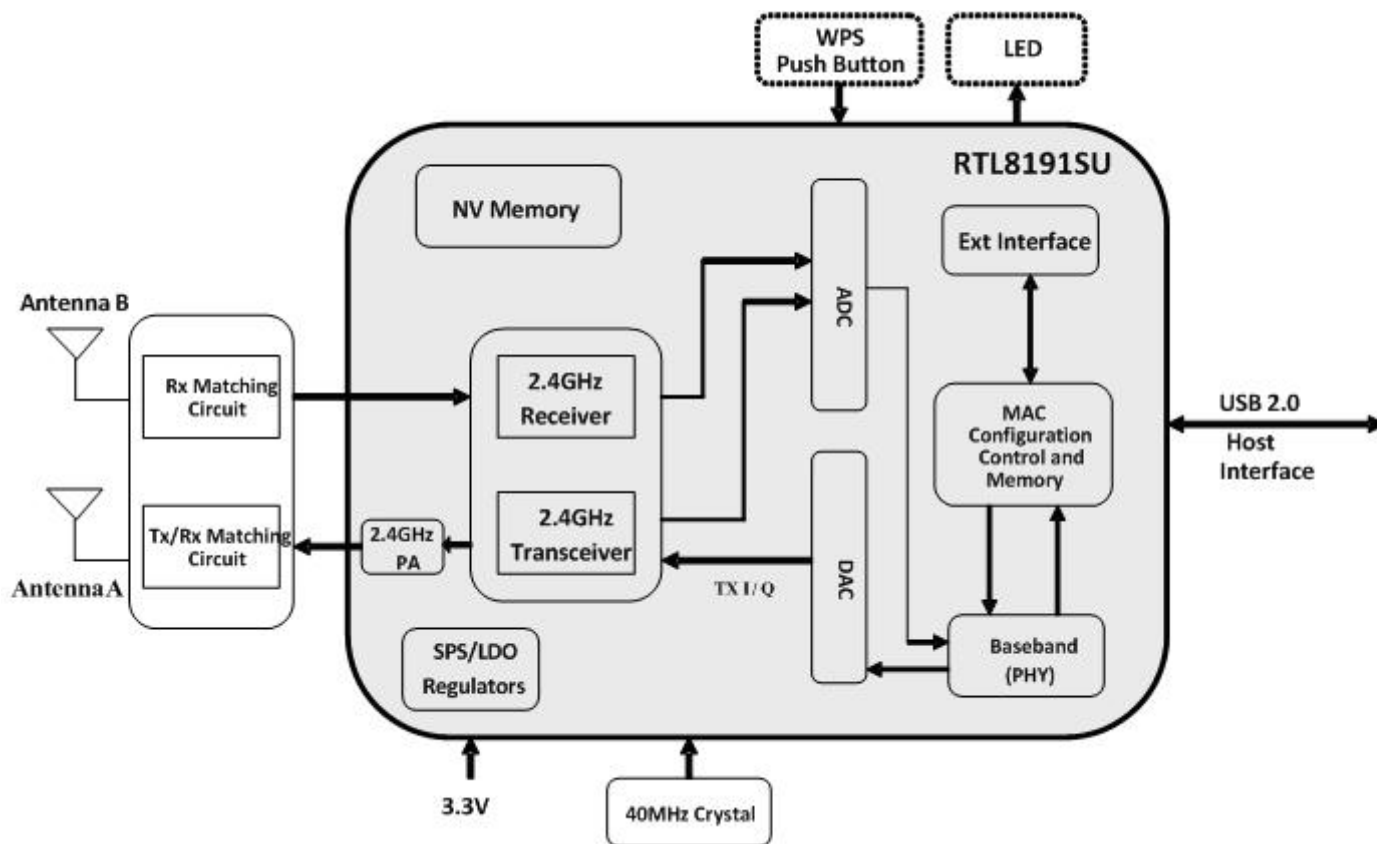 WPS
Push Button
LED
RTL8191SU
NV Memory
Ext Interface
ADC
Antenna B
Rx Matching
Circuit
2.4GHz
Receiver
MAC
Configuration
Control and
Memory
USB 2.0
Host
Interface
Tx/Rx Matching
Circuit
Antenna A
2.4GHz
PA
2.4GHz
Transceiver
TX I / Q
DAC
Baseband
(PHY)
SPS/LDO
Regulators
3.3V
40MHz Crystal